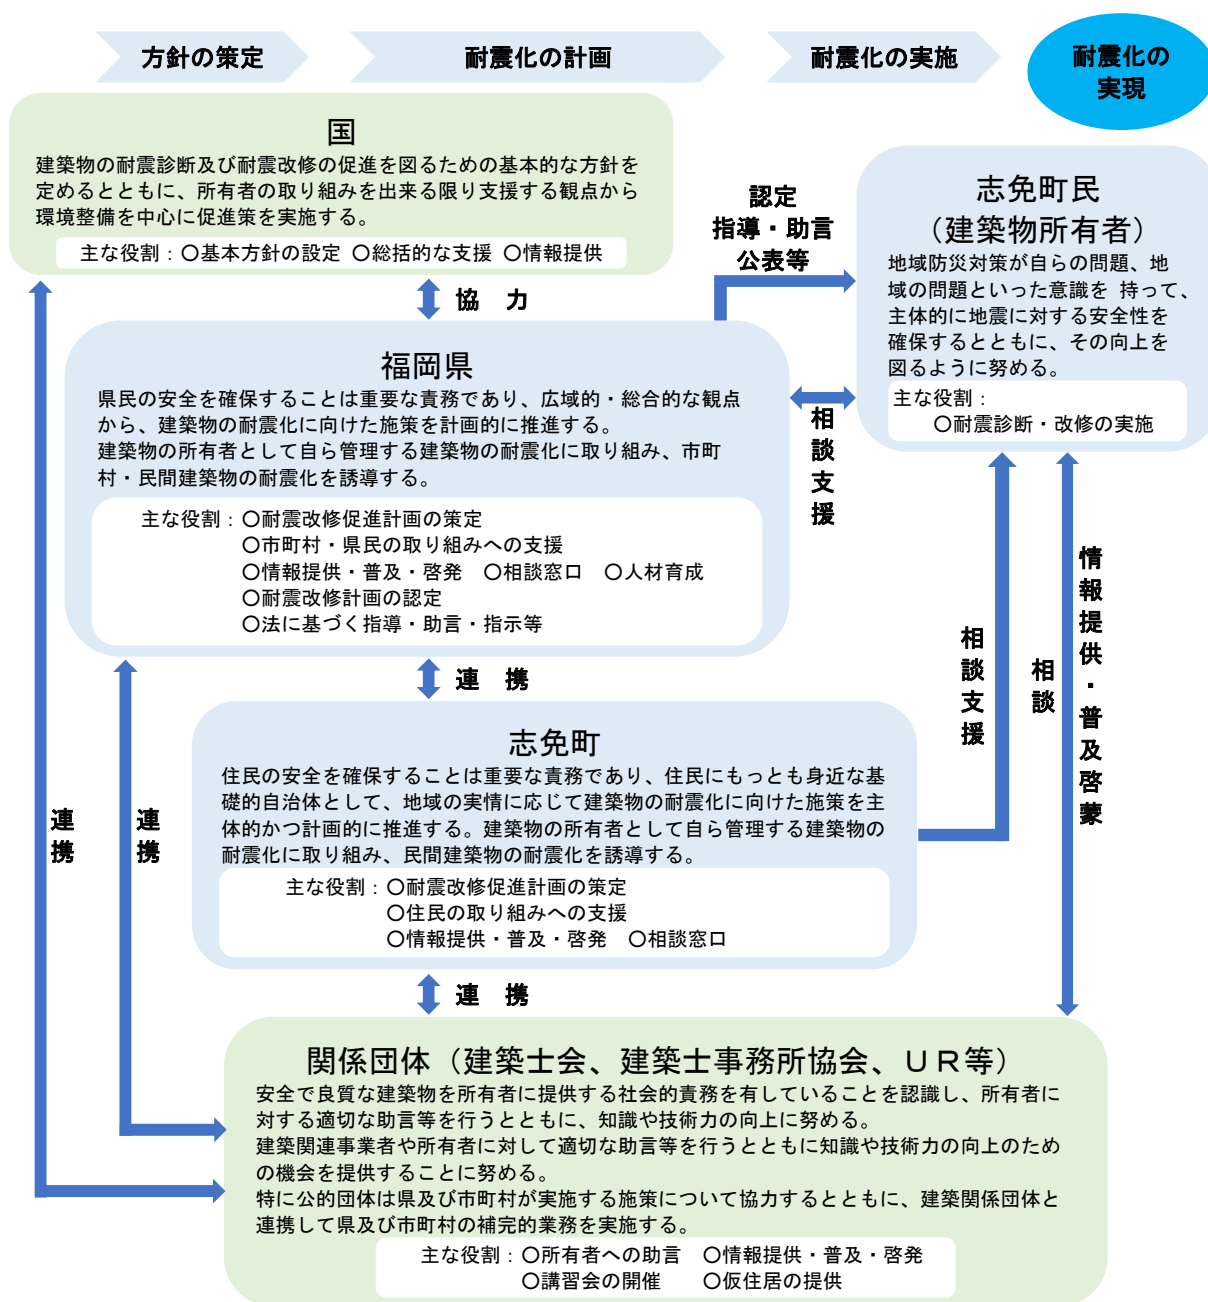 方針の策定
耐震化の計画
耐震化の実施
耐震化の
実現
国
建築物の耐震診断及び耐震改修の促進を図るための基本的な方針を
定めるとともに、所有者の取り組みを出来る限り支援する観点から
環境整備を中心に促進策を実施する。
主な役割：〇基本方針の設定 〇総括的な支援 〇情報提供
協 力
認定
指導・助言
公表等
志免町民
（建築物所有者）
地域防災対策が自らの問題、地
域の問題といった意識を 持って、
主体的に地震に対する安全性を
確保するとともに、その向上を
図るように努める。
主な役割：
〇耐震診断・改修の実施
福岡県
県民の安全を確保することは重要な責務であり、広域的・総合的な観点
から、建築物の耐震化に向けた施策を計画的に推進する。
建築物の所有者として自ら管理する建築物の耐震化に取り組み、市町
村・民間建築物の耐震化を誘導する。
主な役割：〇耐震改修促進計画の策定
〇市町村・県民の取り組みへの支援
〇情報提供・普及・啓発 〇相談窓口 〇人材育成
〇耐震改修計画の認定
〇法に基づく指導・助言・指示等
相談支援
連 携
志免町
住民の安全を確保することは重要な責務であり、住民にもっとも身近な基
礎的自治体として、地域の実情に応じて建築物の耐震化に向けた施策を主
体的かつ計画的に推進する。建築物の所有者として自ら管理する建築物の
耐震化に取り組み、民間建築物の耐震化を誘導する。
主な役割：〇耐震改修促進計画の策定
〇住民の取り組みへの支援
〇情報提供・普及・啓発 〇相談窓口
連携
連携
相談支援
相談
情報提供・普及啓蒙
連 携
関係団体（建築士会、建築士事務所協会、ＵＲ等）
安全で良質な建築物を所有者に提供する社会的責務を有していることを認識し、所有者に
対する適切な助言等を行うとともに、知識や技術力の向上に努める。
建築関連事業者や所有者に対して適切な助言等を行うとともに知識や技術力の向上のため
の機会を提供することに努める。
特に公的団体は県及び市町村が実施する施策について協力するとともに、建築関係団体と
連携して県及び市町村の補完的業務を実施する。
主な役割：〇所有者への助言 〇情報提供・普及・啓発
〇講習会の開催 〇仮住居の提供